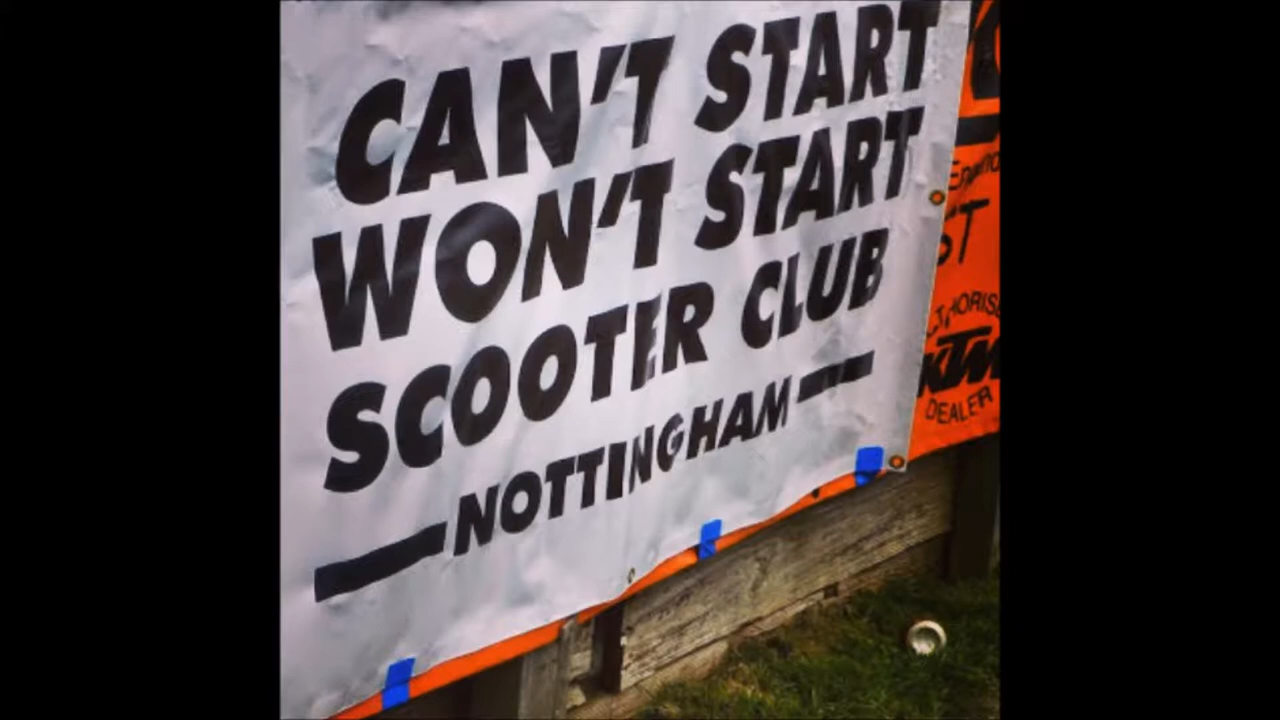 CAN'T START
WON'T START
SCOOTER CLUB
NOTTINGHAM
ST
KTM
DEALER